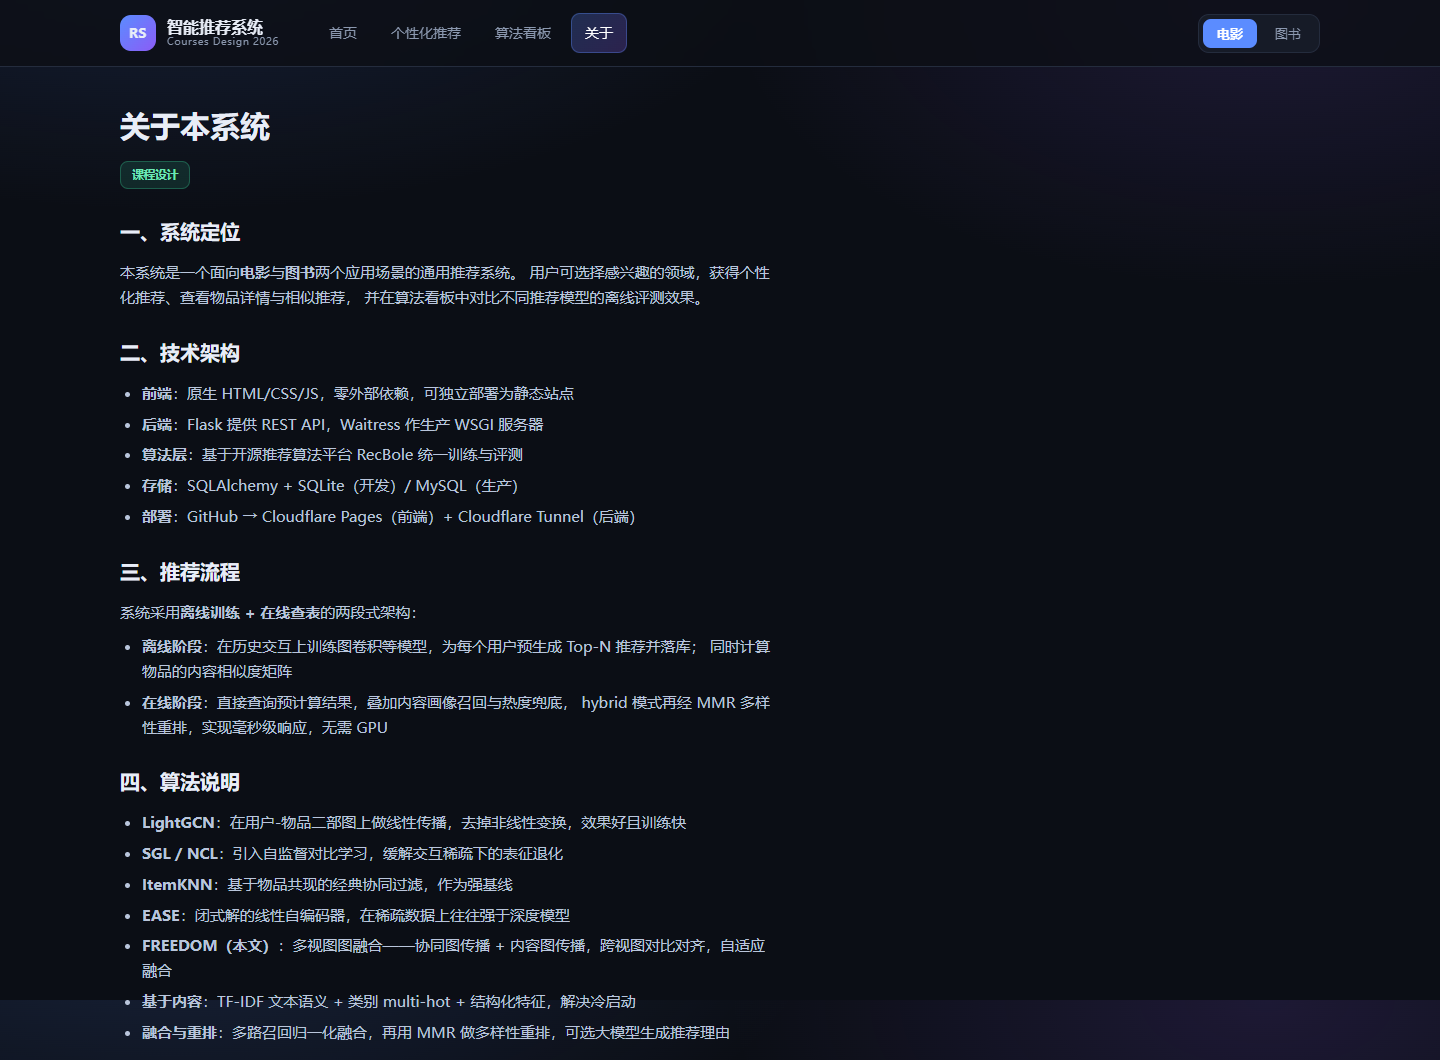 RS
智能推荐系统
Courses Design 2026
首页
个性化推荐
算法看板
关于
电影
图书
关于本系统
课程设计
一、系统定位
本系统是一个面向电影与图书两个应用场景的通用推荐系统。 用户可选择感兴趣的领域，获得个性
化推荐、查看物品详情与相似推荐， 并在算法看板中对比不同推荐模型的离线评测效果。
二、技术架构
• 前端：原生 HTML/CSS/JS，零外部依赖，可独立部署为静态站点
• 后端：Flask 提供 REST API，Waitress 作生产 WSGI 服务器
• 算法层：基于开源推荐算法平台 RecBole 统一训练与评测
• 存储：SQLAlchemy + SQLite（开发）/ MySQL（生产）
• 部署：GitHub → Cloudflare Pages（前端）+ Cloudflare Tunnel（后端）
三、推荐流程
系统采用离线训练 + 在线查表的两段式架构：
• 离线阶段：在历史交互上训练图卷积等模型，为每个用户预生成 Top-N 推荐并落库； 同时计算
物品的内容相似度矩阵
• 在线阶段：直接查询预计算结果，叠加内容画像召回与热度兜底， hybrid 模式再经 MMR 多样
性重排，实现毫秒级响应，无需 GPU
四、算法说明
• LightGCN：在用户-物品二部图上做线性传播，去掉非线性变换，效果好且训练快
• SGL / NCL：引入自监督对比学习，缓解交互稀疏下的表征退化
• ItemKNN：基于物品共现的经典协同过滤，作为强基线
• EASE：闭式解的线性自编码器，在稀疏数据上往往强于深度模型
• FREEDOM（本文）：多视图图融合——协同图传播 + 内容图传播，跨视图对比对齐，自适应
融合
• 基于内容：TF-IDF 文本语义 + 类别 multi-hot + 结构化特征，解决冷启动
• 融合与重排：多路召回归一化融合，再用 MMR 做多样性重排，可选大模型生成推荐理由